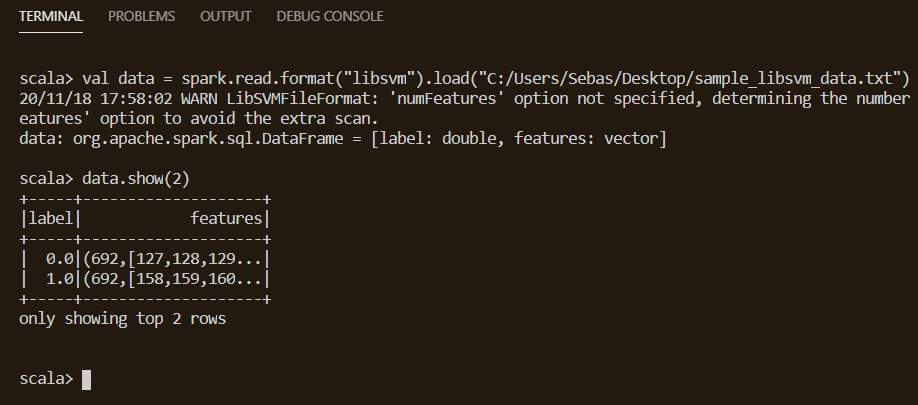 TERMINAL PROBLEMS OUTPUT DEBUG CONSOLE
scala> val data = spark.read.format("libsvm").load("C:/Users/Sebas/Desktop/sample_libsvm_data.txt")
20/11/18 17:58:02 WARN LibSVMFileFormat: 'numFeatures' option not specified, determining the number
eatures' option to avoid the extra scan.
data: org.apache.spark.sql.DataFrame = [label: double, features: vector]
scala> data.show(2)
+-----+--------------------+
|label|            features|
+-----+--------------------+
|  0.0|(692,[127,128,129...|
|  1.0|(692,[158,159,160...|
+-----+--------------------+
only showing top 2 rows
scala>